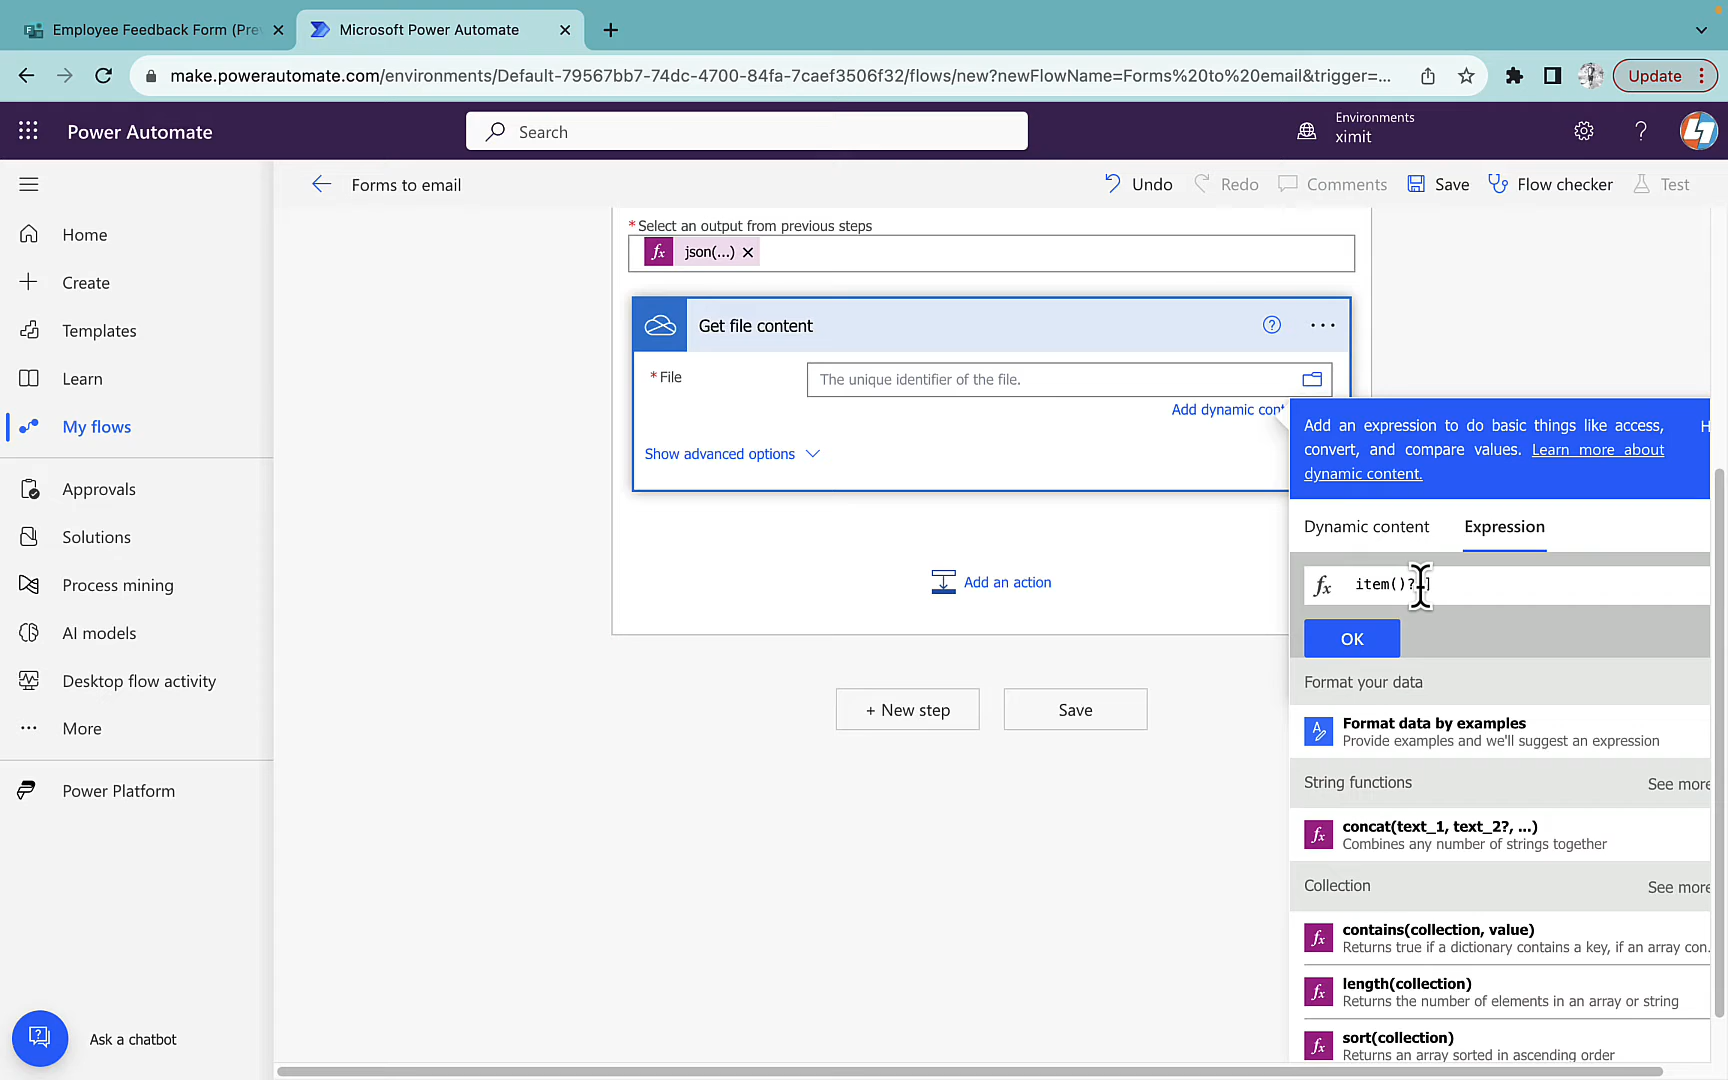 Employee Feedback Form (Pre
Microsoft Power Automate
make.powerautomate.com/environments/Default-79567bb7-74dc-4700-84fa-7caef3506f32/flows/new?newFlowName=Forms%20to%20email&trigger=...
Update
Power Automate
Search
Environments
ximit
Forms to email
Undo
Redo
Comments
Save
Flow checker
Test
Home
Create
Templates
Learn
My flows
Approvals
Solutions
Process mining
AI models
Desktop flow activity
More
Power Platform
Ask a chatbot
* Select an output from previous steps
fx json(...)
Get file content
* File
The unique identifier of the file.
Add dynamic cont
Show advanced options
Add an action
+ New step
Save
Add an expression to do basic things like access,
convert, and compare values. Learn more about
dynamic content.
H
Dynamic content
Expression
fx item()?[]
OK
Format your data
Format data by examples
Provide examples and we'll suggest an expression
String functions
See more
fx concat(text_1, text_2?, ...)
Combines any number of strings together
Collection
See more
fx contains(collection, value)
Returns true if a dictionary contains a key, if an array con...
fx length(collection)
Returns the number of elements in an array or string
fx sort(collection)
Returns an array sorted in ascending order